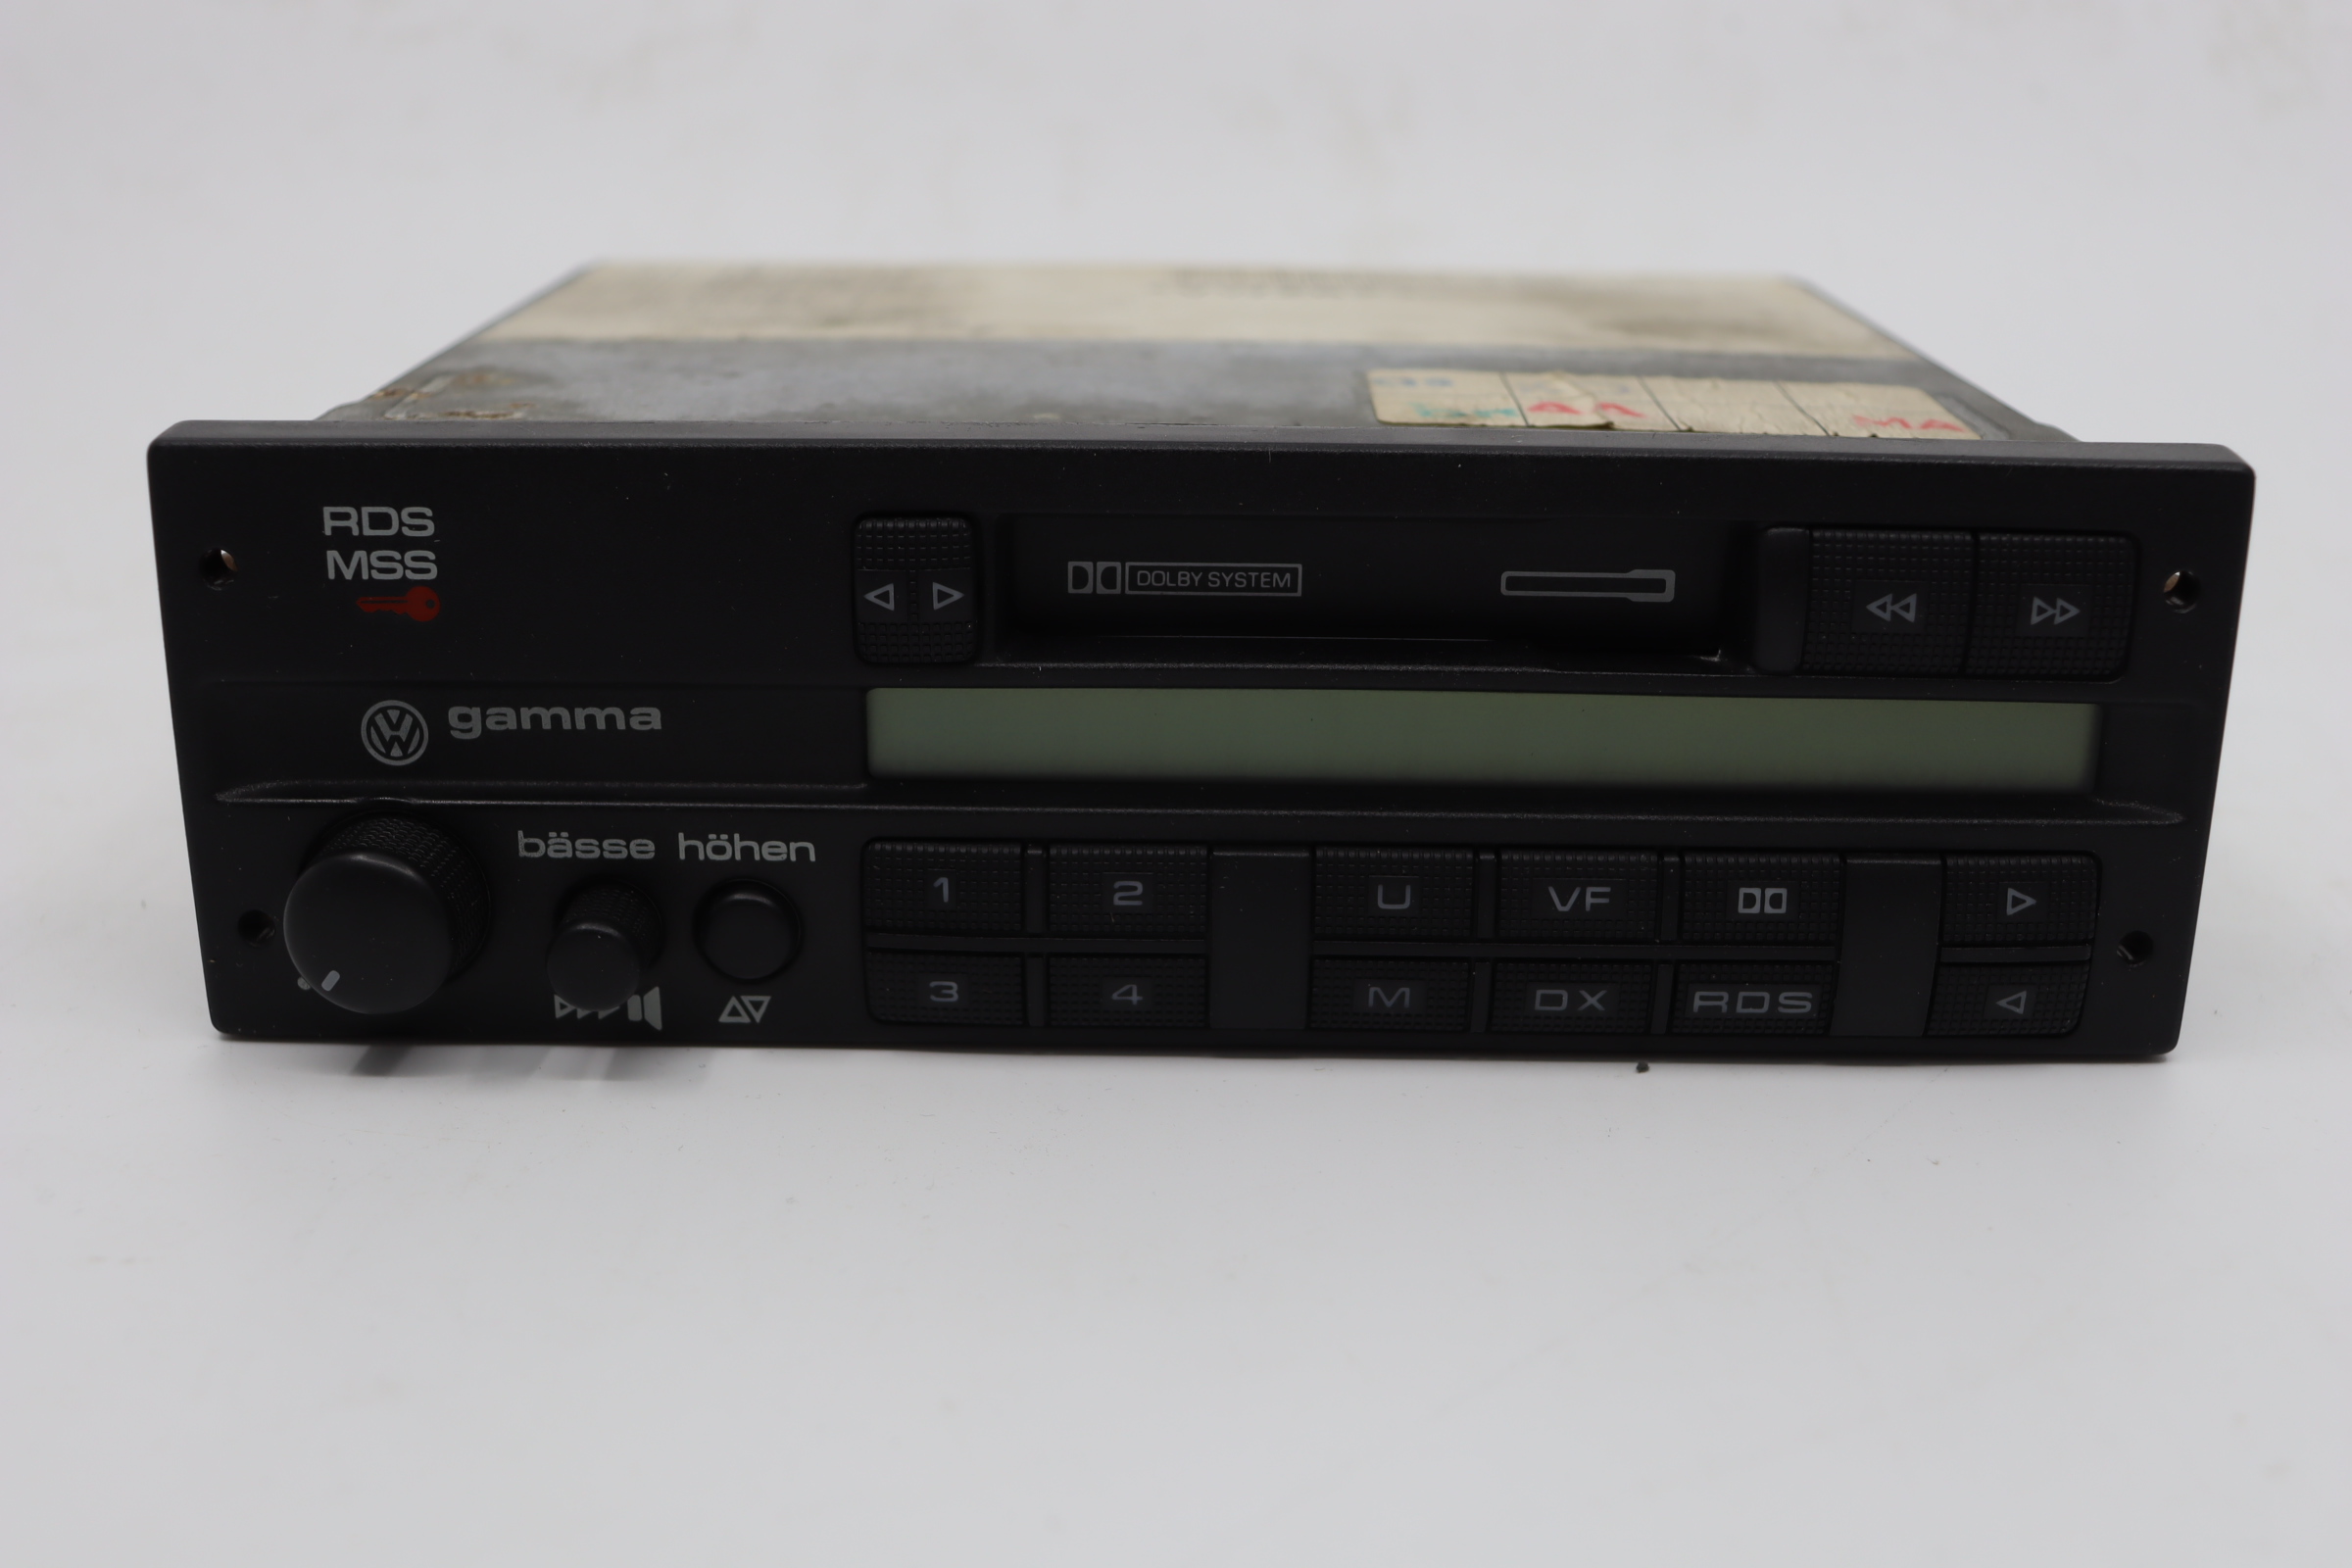 RDS
MSS
DOLBY SYSTEM
gamma
bässe höhen
1 2 U VF
3 4 M DX RDS